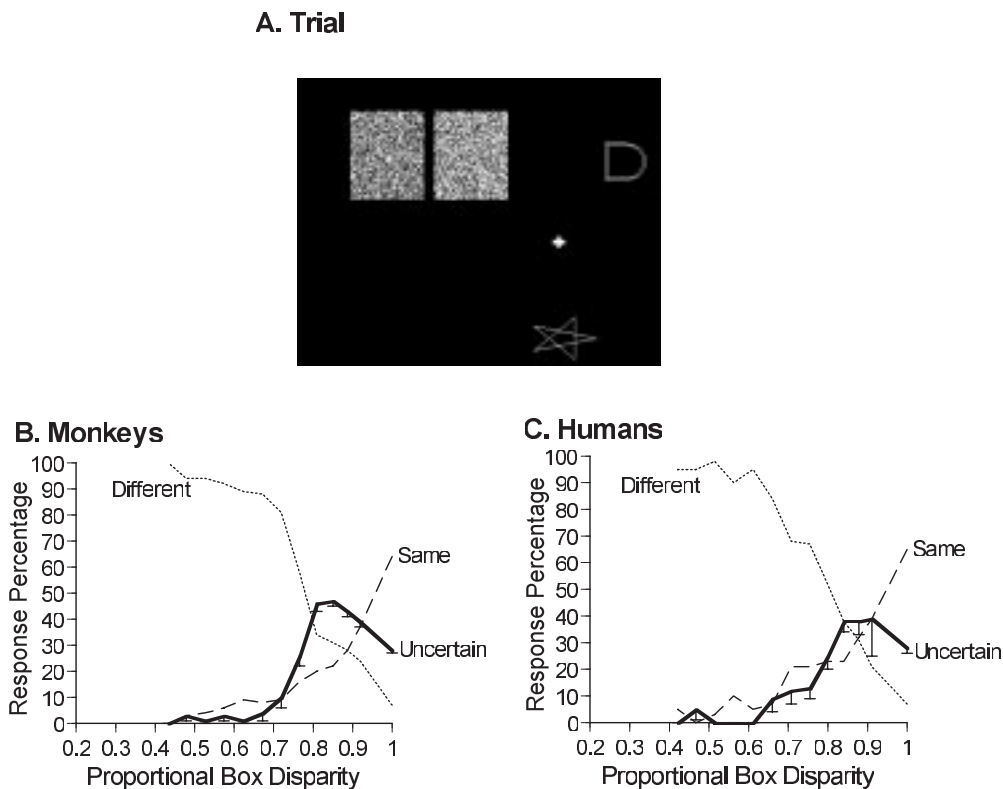 A. Trial
D
B. Monkeys
100
90
80
70
60
50
40
30
20
10
0
Response Percentage
Different
Same
Uncertain
0.2 0.3 0.4 0.5 0.6 0.7 0.8 0.9 1
Proportional Box Disparity
C. Humans
100
90
80
70
60
50
40
30
20
10
0
Response Percentage
Different
Same
Uncertain
0.2 0.3 0.4 0.5 0.6 0.7 0.8 0.9 1
Proportional Box Disparity